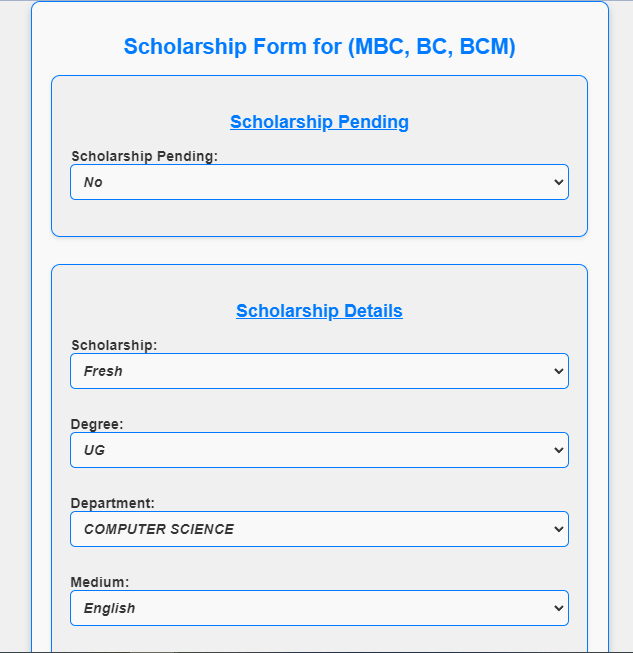 Scholarship Form for (MBC, BC, BCM)
Scholarship Pending
Scholarship Pending:
No
Scholarship Details
Scholarship:
Fresh
Degree:
UG
Department:
COMPUTER SCIENCE
Medium:
English